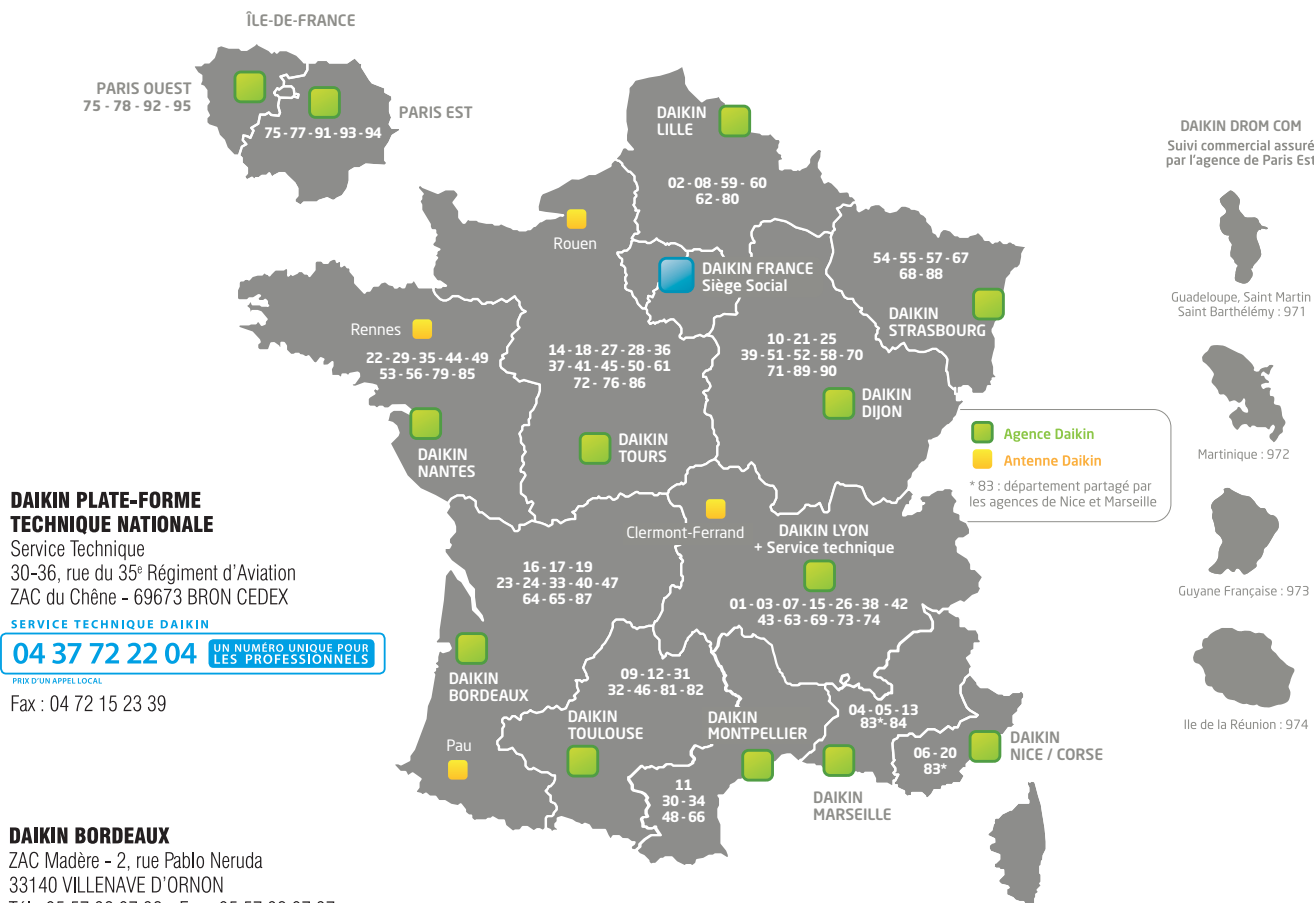 ÎLE-DE-FRANCE
PARIS OUEST
75 - 78 - 92 - 95
PARIS EST
75 - 77 - 91 - 93 - 94
DAIKIN
LILLE
02 - 08 - 59 - 60
62 - 80
Rouen
DAIKIN FRANCE
Siège Social
54 - 55 - 57 - 67
68 - 88
DAIKIN
STRASBOURG
Rennes
22 - 29 - 35 - 44 - 49
53 - 56 - 79 - 85
DAIKIN
NANTES
14 - 18 - 27 - 28 - 36
37 - 41 - 45 - 50 - 61
72 - 76 - 86
DAIKIN
TOURS
10 - 21 - 25
39 - 51 - 52 - 58 - 70
71 - 89 - 90
DAIKIN
DIJON
Agence Daikin
Antenne Daikin
* 83 : département partagé par
les agences de Nice et Marseille
Clermont-Ferrand
DAIKIN LYON
+ Service technique
01 - 03 - 07 - 15 - 26 - 38 - 42
43 - 63 - 69 - 73 - 74
16 - 17 - 19
23 - 24 - 33 - 40 - 47
64 - 65 - 87
DAIKIN
BORDEAUX
Pau
09 - 12 - 31
32 - 46 - 81 - 82
DAIKIN
TOULOUSE
DAIKIN
MONTPELLIER
11
30 - 34
48 - 66
04 - 05 - 13
83*- 84
DAIKIN
MARSEILLE
06 - 20
83*
DAIKIN
NICE / CORSE
DAIKIN DROM COM
Suivi commercial assuré
par l'agence de Paris Est
Guadeloupe, Saint Martin
Saint Barthélémy : 971
Martinique : 972
Guyane Française : 973
Ile de la Réunion : 974
DAIKIN PLATE-FORME
TECHNIQUE NATIONALE
Service Technique
30-36, rue du 35e Régiment d'Aviation
ZAC du Chêne - 69673 BRON CEDEX
SERVICE TECHNIQUE DAIKIN
04 37 72 22 04 UN NUMÉRO UNIQUE POUR
LES PROFESSIONNELS
PRIX D'UN APPEL LOCAL
Fax : 04 72 15 23 39
DAIKIN BORDEAUX
ZAC Madère - 2, rue Pablo Neruda
33140 VILLENAVE D'ORNON